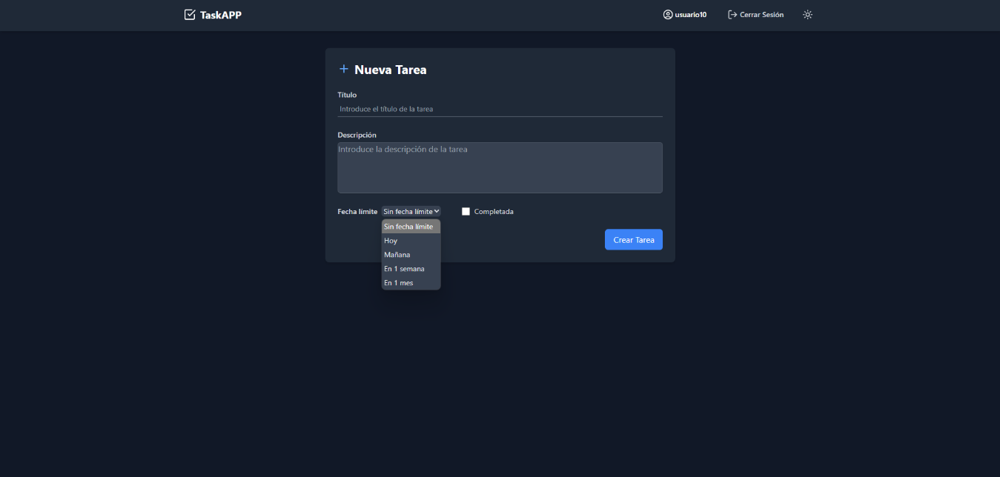 TaskAPP
usuario10
Cerrar Sesión
Nueva Tarea
Título
Introduce el título de la tarea
Descripción
Introduce la descripción de la tarea
Fecha límite Sin fecha límite Completada
Sin fecha límite
Hoy
Mañana
En 1 semana
En 1 mes
Crear Tarea